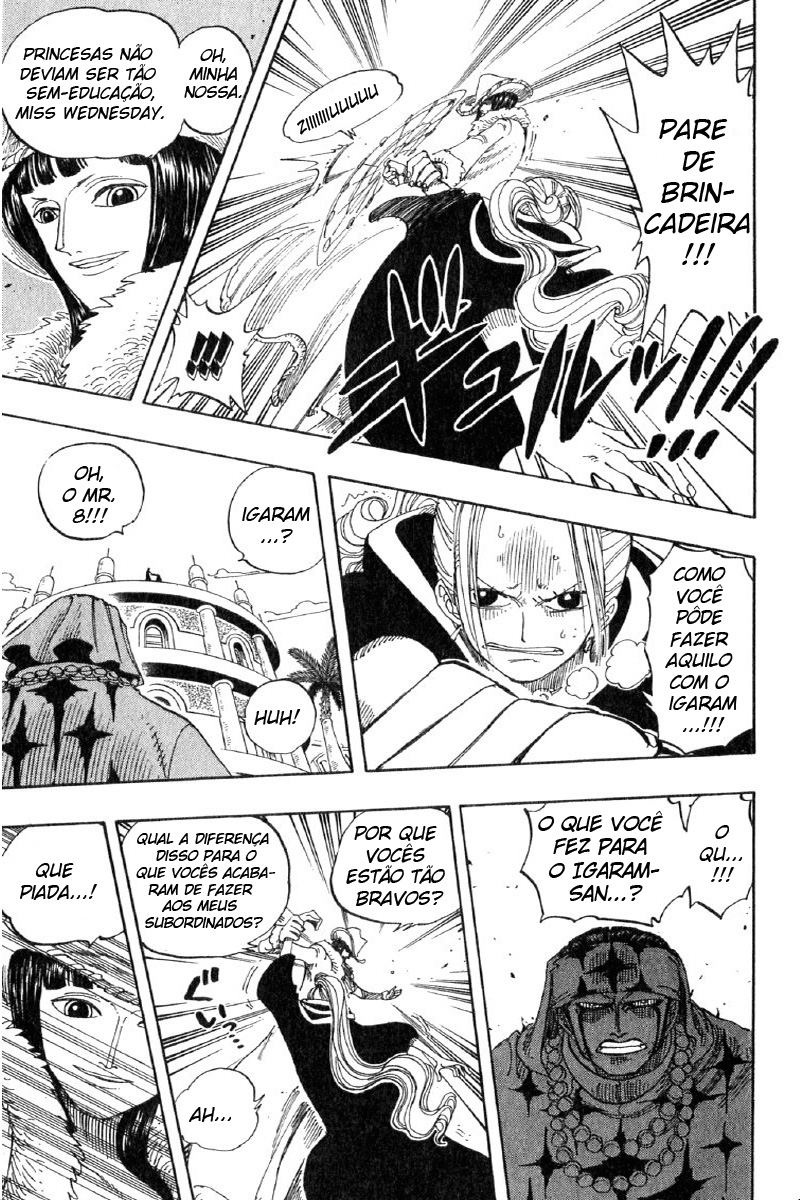 PARE
DE
BRIN-
CADEIRA
!!!
ZIIIIIIIUUUUU
ギュルッ!!!
!!!
OH,
MINHA
NOSSA.
PRINCESAS NÃO
DEVIAM SER TÃO
SEM-EDUCAÇÃO,
MISS WEDNESDAY.
COMO
VOCÊ
PÔDE
FAZER
AQUILO
COM O
IGARAM
...!!!
IGARAM
...?
OH,
O MR.
8!!!
HUH!
O
QU...
!!!
O QUE VOCÊ
FEZ PARA
O IGARAM-
SAN...?
POR QUE
VOCÊS
ESTÃO TÃO
BRAVOS?
QUAL A DIFERENÇA
DISSO PARA O
QUE VOCÊS ACABA-
RAM DE FAZER
AOS MEUS
SUBORDINADOS?
ぐいっ…
AH...
QUE
PIADA...!